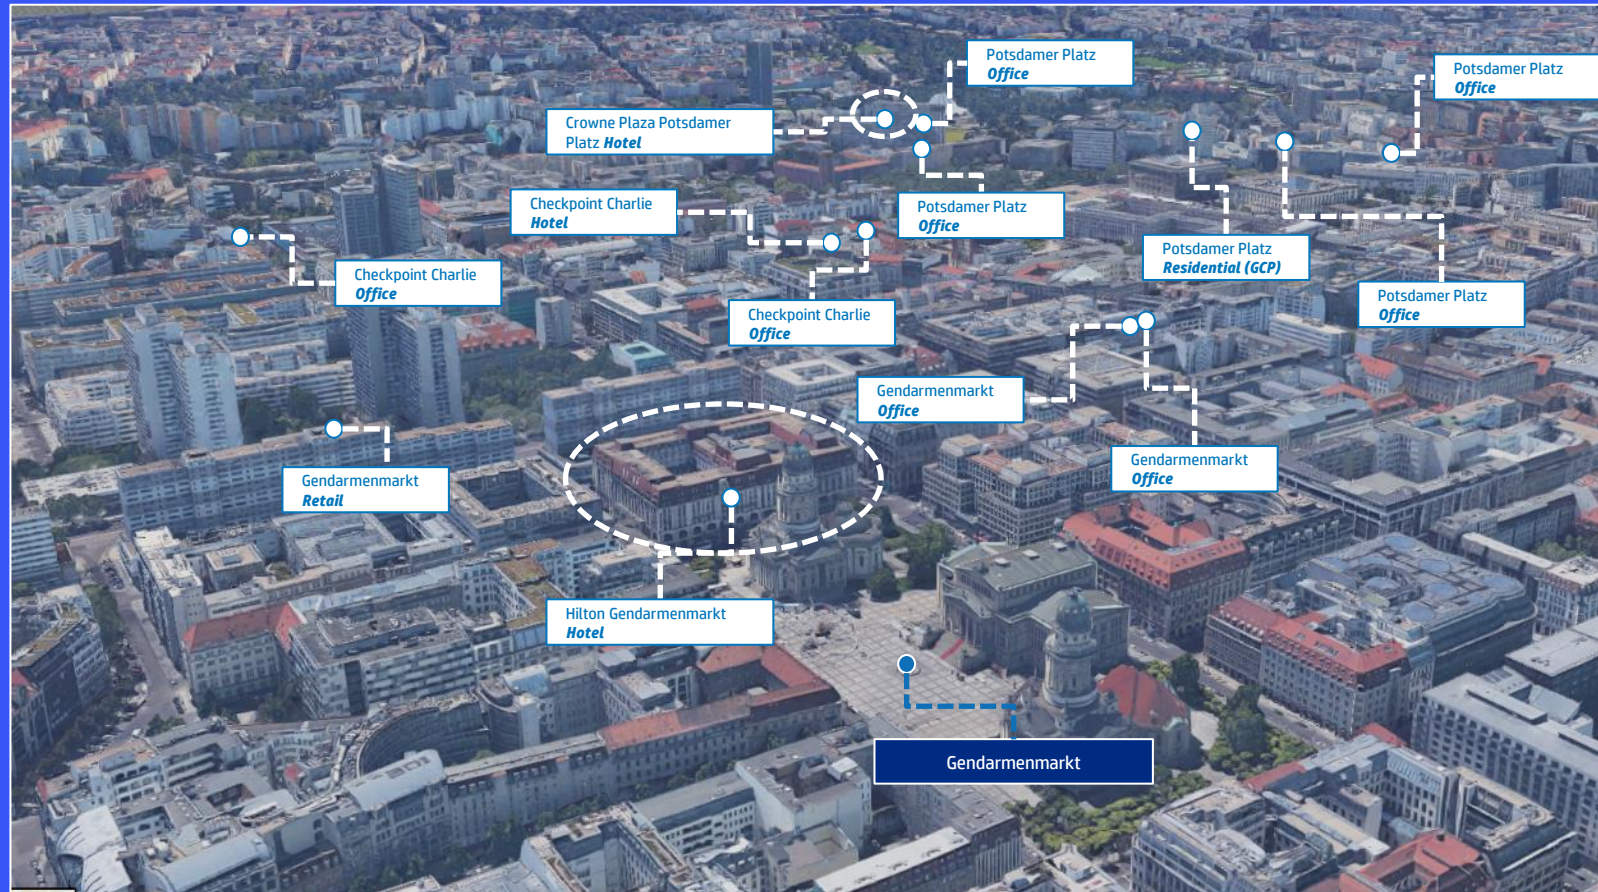 Potsdamer Platz
Office
Potsdamer Platz
Office
Crowne Plaza Potsdamer
Platz Hotel
Checkpoint Charlie
Hotel
Potsdamer Platz
Office
Potsdamer Platz
Residential (GCP)
Checkpoint Charlie
Office
Potsdamer Platz
Office
Checkpoint Charlie
Office
Gendarmenmarkt
Office
Gendarmenmarkt
Office
Gendarmenmarkt
Retail
Hilton Gendarmenmarkt
Hotel
Gendarmenmarkt